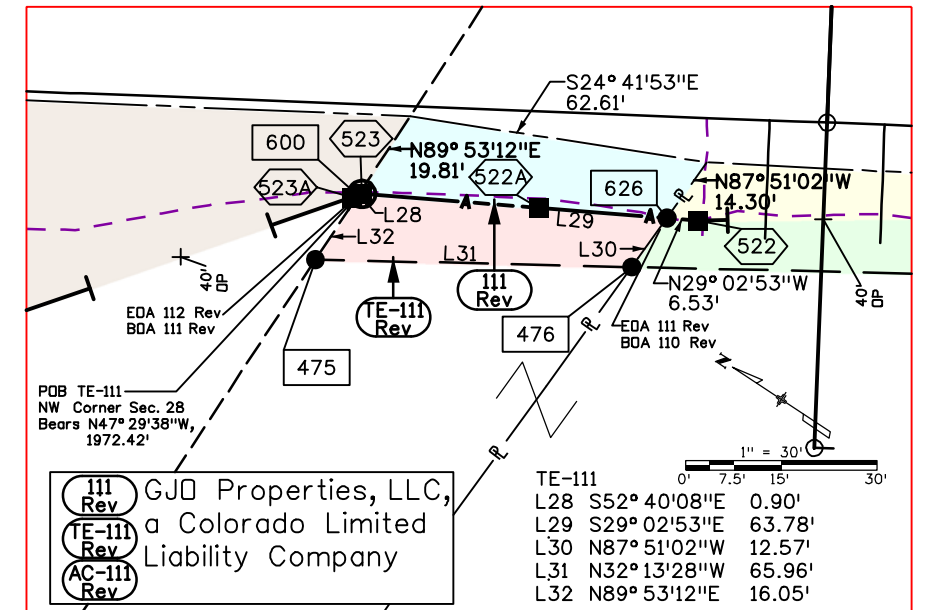 S24° 41'53"E
62.61'
523
600
N89° 53'12"E
19.81'
522A
626
N87° 51'02"W
14.30'
523A
L28
A
L29
A
522
L32
L31
L30
40'
OP
TE-111
Rev
111
Rev
N29° 02'53"W
6.53'
40'
OP
EOA 112 Rev
BOA 111 Rev
475
476
EOA 111 Rev
BOA 110 Rev
N
POB TE-111
NW Corner Sec. 28
Bears N47° 29'38"W,
1972.42'
PL
PL
PL
1" = 30'
0' 7.5' 15' 30'
111
Rev
TE-111
Rev
AC-111
Rev
GJO Properties, LLC,
a Colorado Limited
Liability Company
TE-111
L28 S52° 40'08"E 0.90'
L29 S29° 02'53"E 63.78'
L30 N87° 51'02"W 12.57'
L31 N32° 13'28"W 65.96'
L32 N89° 53'12"E 16.05'